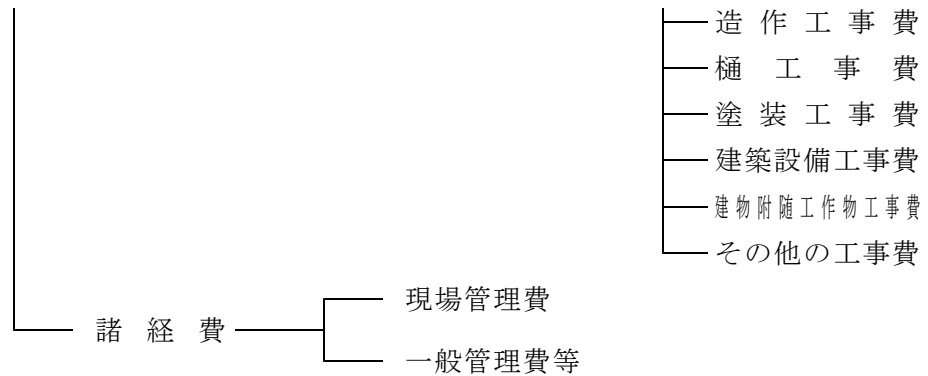 造作工事費
樋工事費
塗装工事費
建築設備工事費
建物附随工作物工事費
その他の工事費
現場管理費
諸経費
一般管理費等